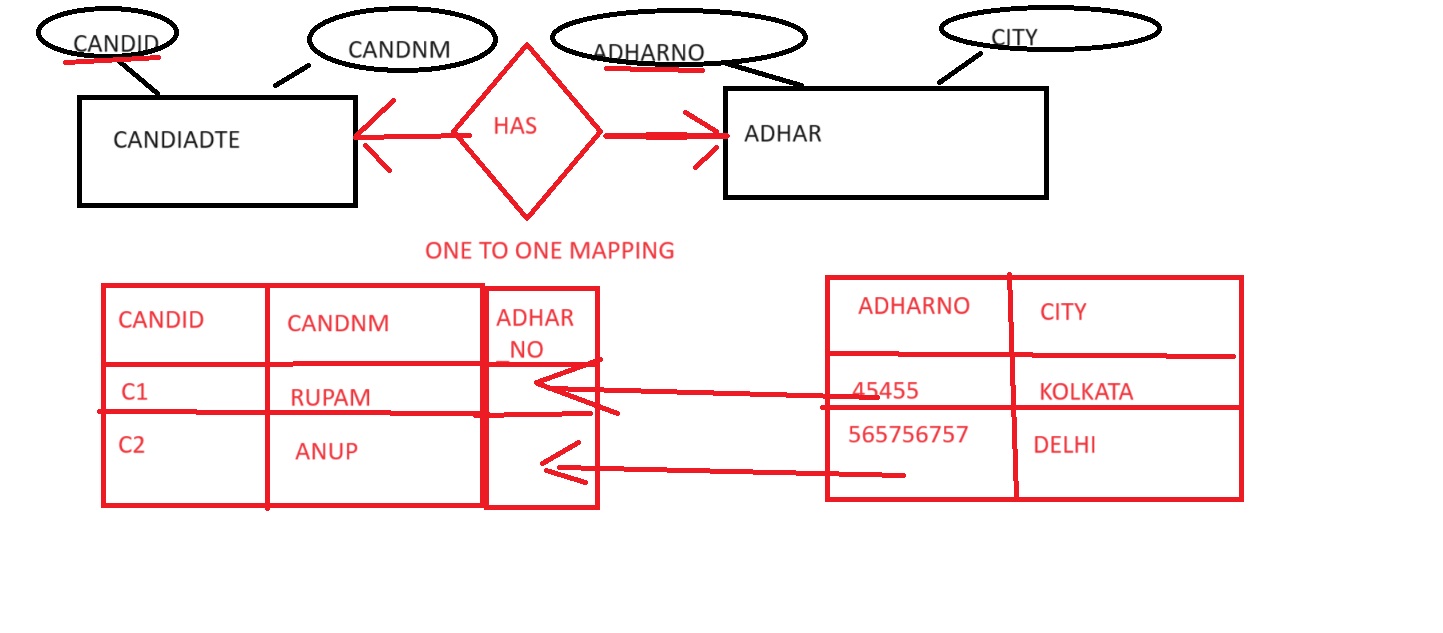 CANDID
CANDNM
ADHARNO
CITY
CANDIADTE
HAS
ADHAR
ONE TO ONE MAPPING
CANDID
CANDNM
ADHAR
_NO
C1
RUPAM
C2
ANUP
ADHARNO
CITY
45455
KOLKATA
565756757
DELHI